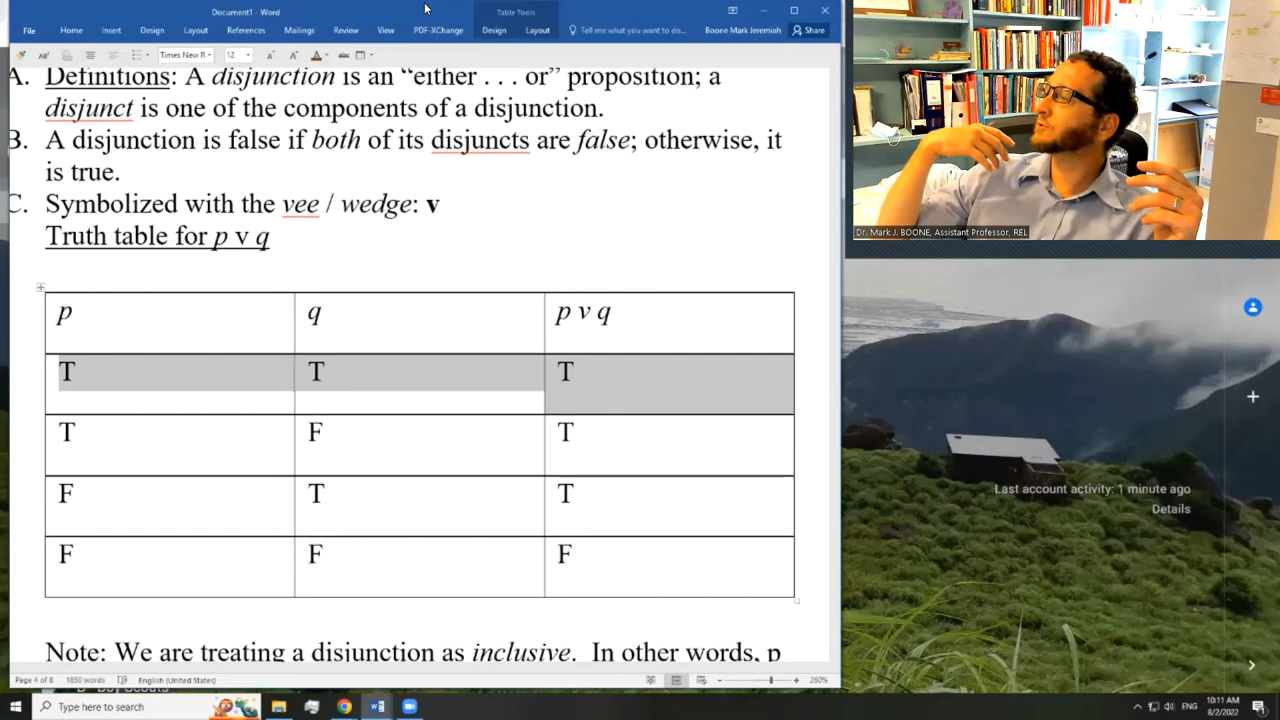 Document1 - Word
Table Tools
File Home Insert Layout References Mailings Review View PDF-XChange Design Layout Tell me what you want to do... Boone Mark Jeremiah Share
Times New R 12
A. Definitions: A disjunction is an “either . . . or” proposition; a
disjunct is one of the components of a disjunction.
B. A disjunction is false if both of its disjuncts are false; otherwise, it
is true.
C. Symbolized with the vee / wedge: v
Truth table for p v q
p q p v q
T T T
T F T
F T T
F F F
Note: We are treating a disjunction as inclusive. In other words, p
Page 4 of 8 1850 words English (United States) 260%
Dr. Mark J. BOONE, Assistant Professor, REL
Last account activity: 1 minute ago
Details
Type here to search
ENG
10:11 AM
8/2/2022